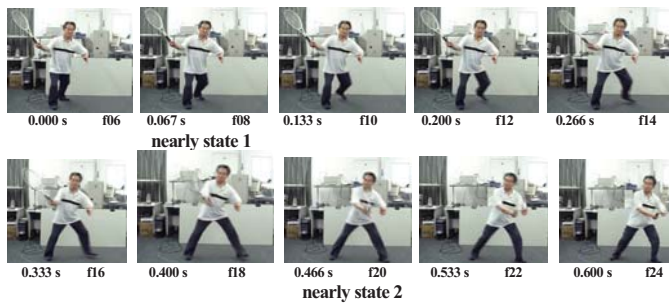 0.000 s f06 0.067 s f08 0.133 s f10 0.200 s f12 0.266 s f14
nearly state 1
0.333 s f16 0.400 s f18 0.466 s f20 0.533 s f22 0.600 s f24
nearly state 2